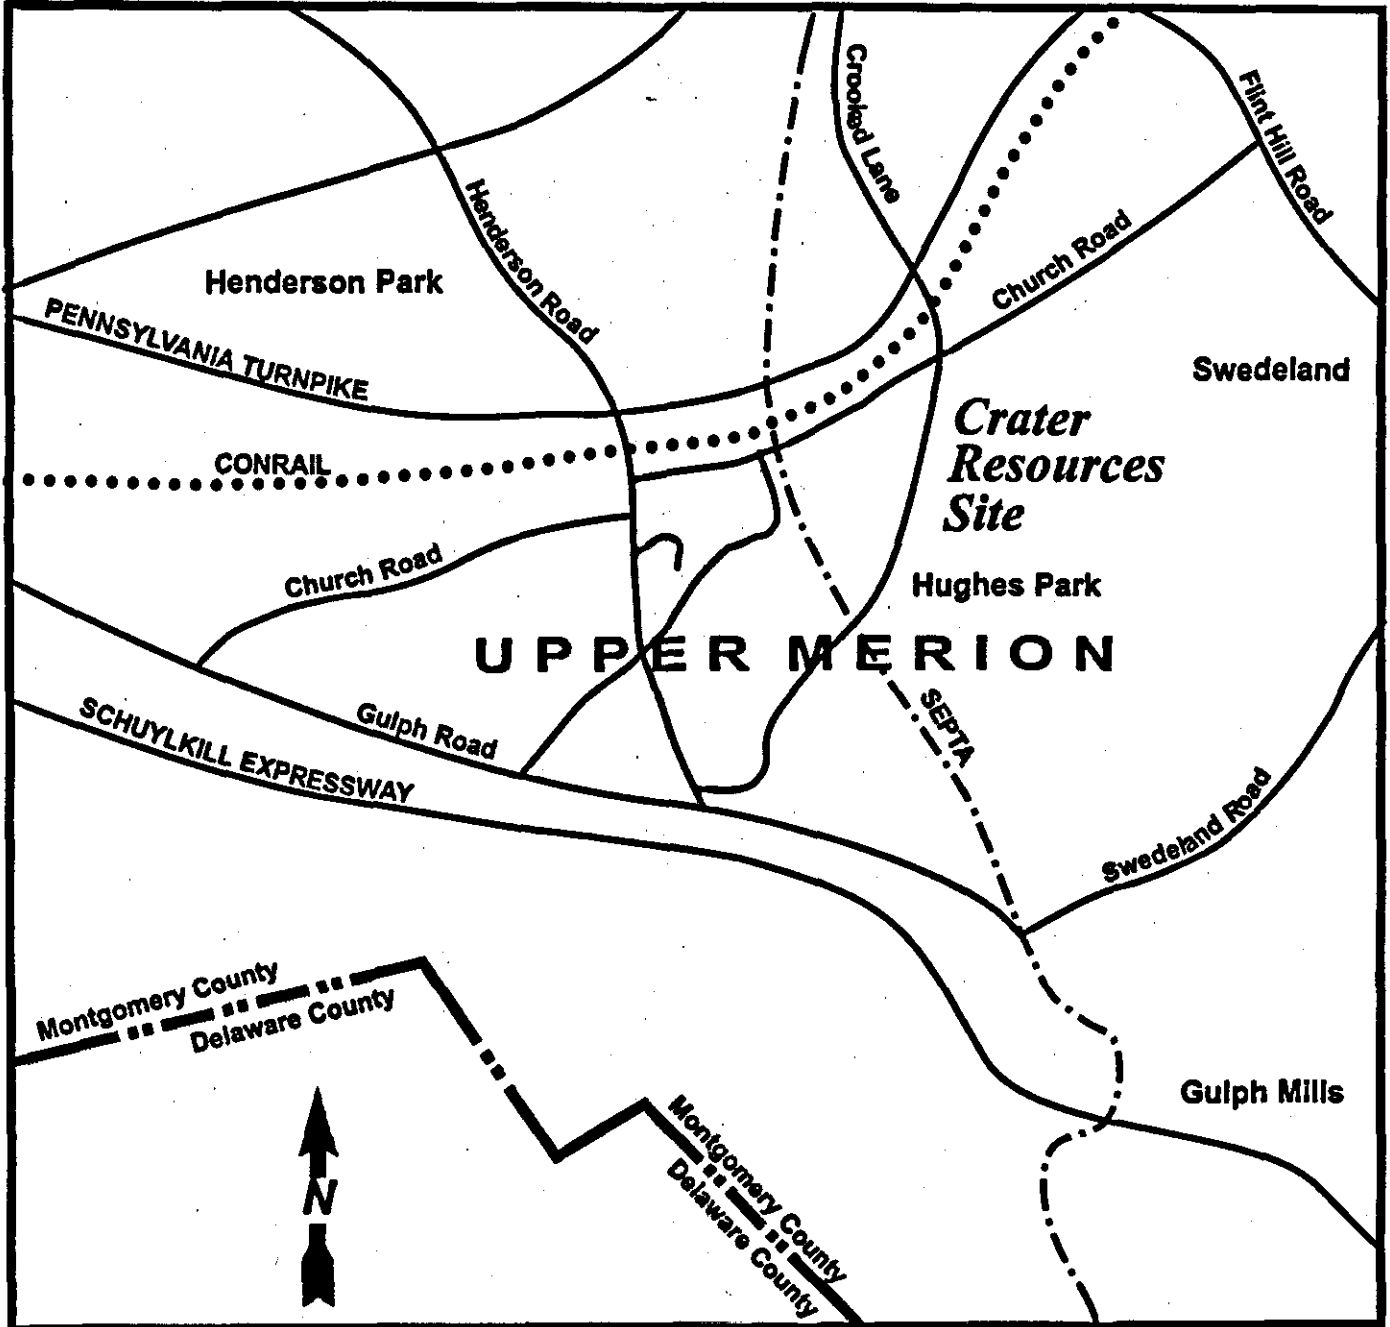 Crooked Lane
Flint Hill Road
Henderson Road
Church Road
Henderson Park
PENNSYLVANIA TURNPIKE
Swedeland
Crater
Resources
Site
CONRAIL
Church Road
Hughes Park
UPPER MERION
SEPTA
Gulph Road
SCHUYLKILL EXPRESSWAY
Swedeland Road
Montgomery County
Delaware County
Gulph Mills
Montgomery County
Delaware County
N